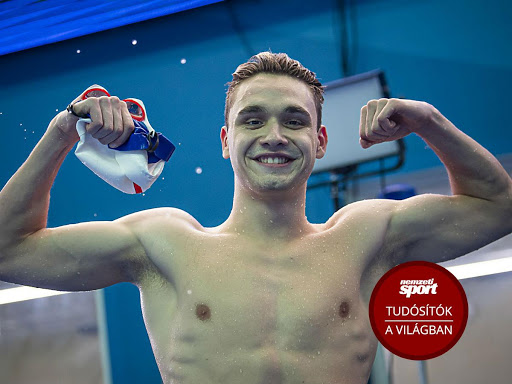 nemzeti
sport
TUDÓSÍTÓK
A VILÁGBAN